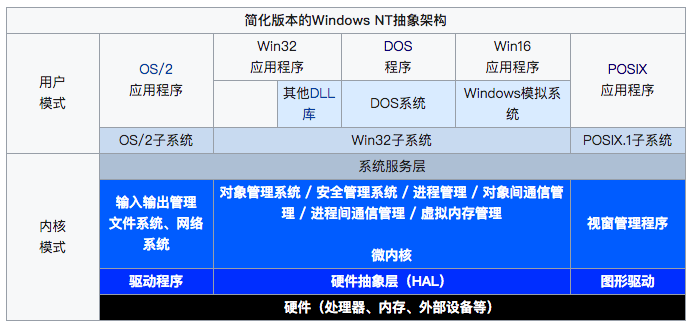 简化版本的Windows NT抽象架构
用户
模式
OS/2
应用程序
Win32
应用程序
DOS
程序
Win16
应用程序
POSIX
应用程序
其他DLL
库
DOS系统
Windows模拟系
统
OS/2子系统
Win32子系统
POSIX.1子系统
内核
模式
系统服务层
输入输出管理
文件系统、网络
系统
对象管理系统 / 安全管理系统 / 进程管理 / 对象间通信管
理 / 进程间通信管理 / 虚拟内存管理
微内核
视窗管理程序
驱动程序
硬件抽象层（HAL）
图形驱动
硬件（处理器、内存、外部设备等）